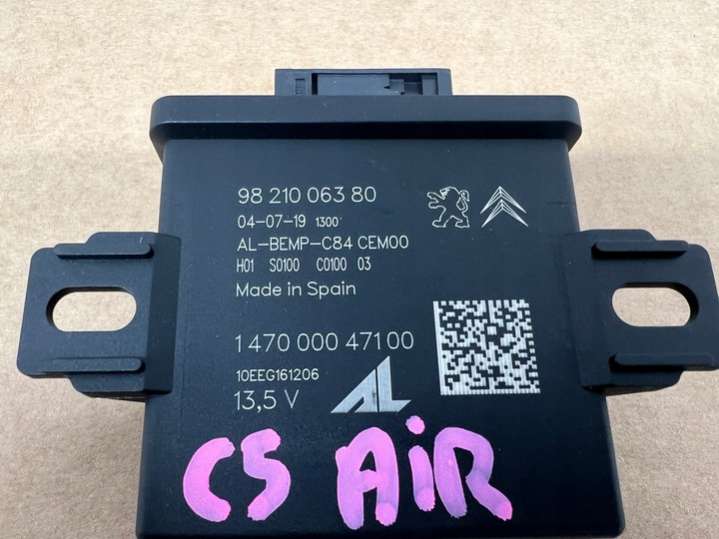 98 210 063 80
04-07-19 1300
AL-BEMP-C84 CEM00
H01 S0100 C0100 03
Made in Spain
1 470 000 471 00
10EEG161206
13,5 V
AL
C5 AiR